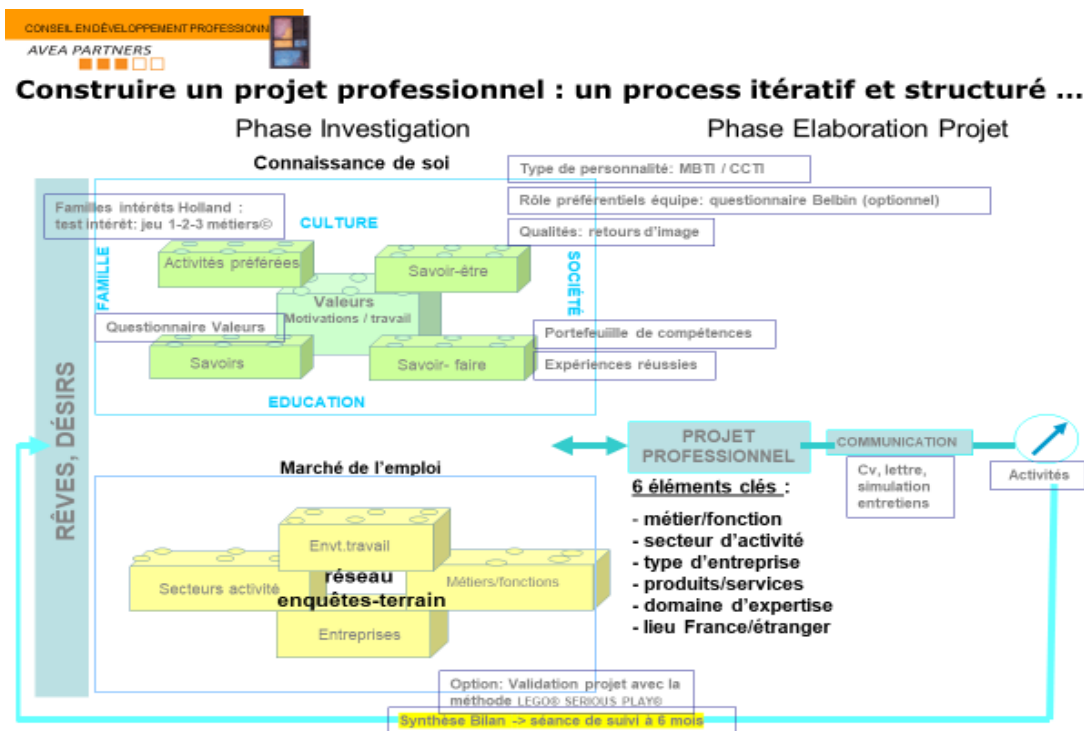 CONSEIL EN DÉVELOPPEMENT PROFESSIONN
AVEA PARTNERS
Construire un projet professionnel : un process itératif et structuré ...
Phase Investigation
Phase Elaboration Projet
Connaissance de soi
Type de personnalité: MBTI / CCTI
Familles intérêts Holland :
test intérêt: jeu 1-2-3 métiers©
Rôle préférentiels équipe: questionnaire Belbin (optionnel)
CULTURE
Qualités: retours d'image
FAMILLE
SOCIÉTÉ
Activités préférées
Savoir-être
Valeurs
Motivations / travail
Questionnaire Valeurs
Portefeuiille de compétences
Savoirs
Savoir- faire
Expériences réussies
EDUCATION
RÊVES, DÉSIRS
PROJET
PROFESSIONNEL
COMMUNICATION
Cv, lettre,
simulation
entretiens
Activités
Marché de l'emploi
6 éléments clés :
- métier/fonction
- secteur d'activité
- type d'entreprise
- produits/services
- domaine d'expertise
- lieu France/étranger
Envt.travail
Secteurs activité
réseau
Métiers/fonctions
enquêtes-terrain
Entreprises
Option: Validation projet avec la
méthode LEGO® SERIOUS PLAY®
Synthèse Bilan -> séance de suivi à 6 mois